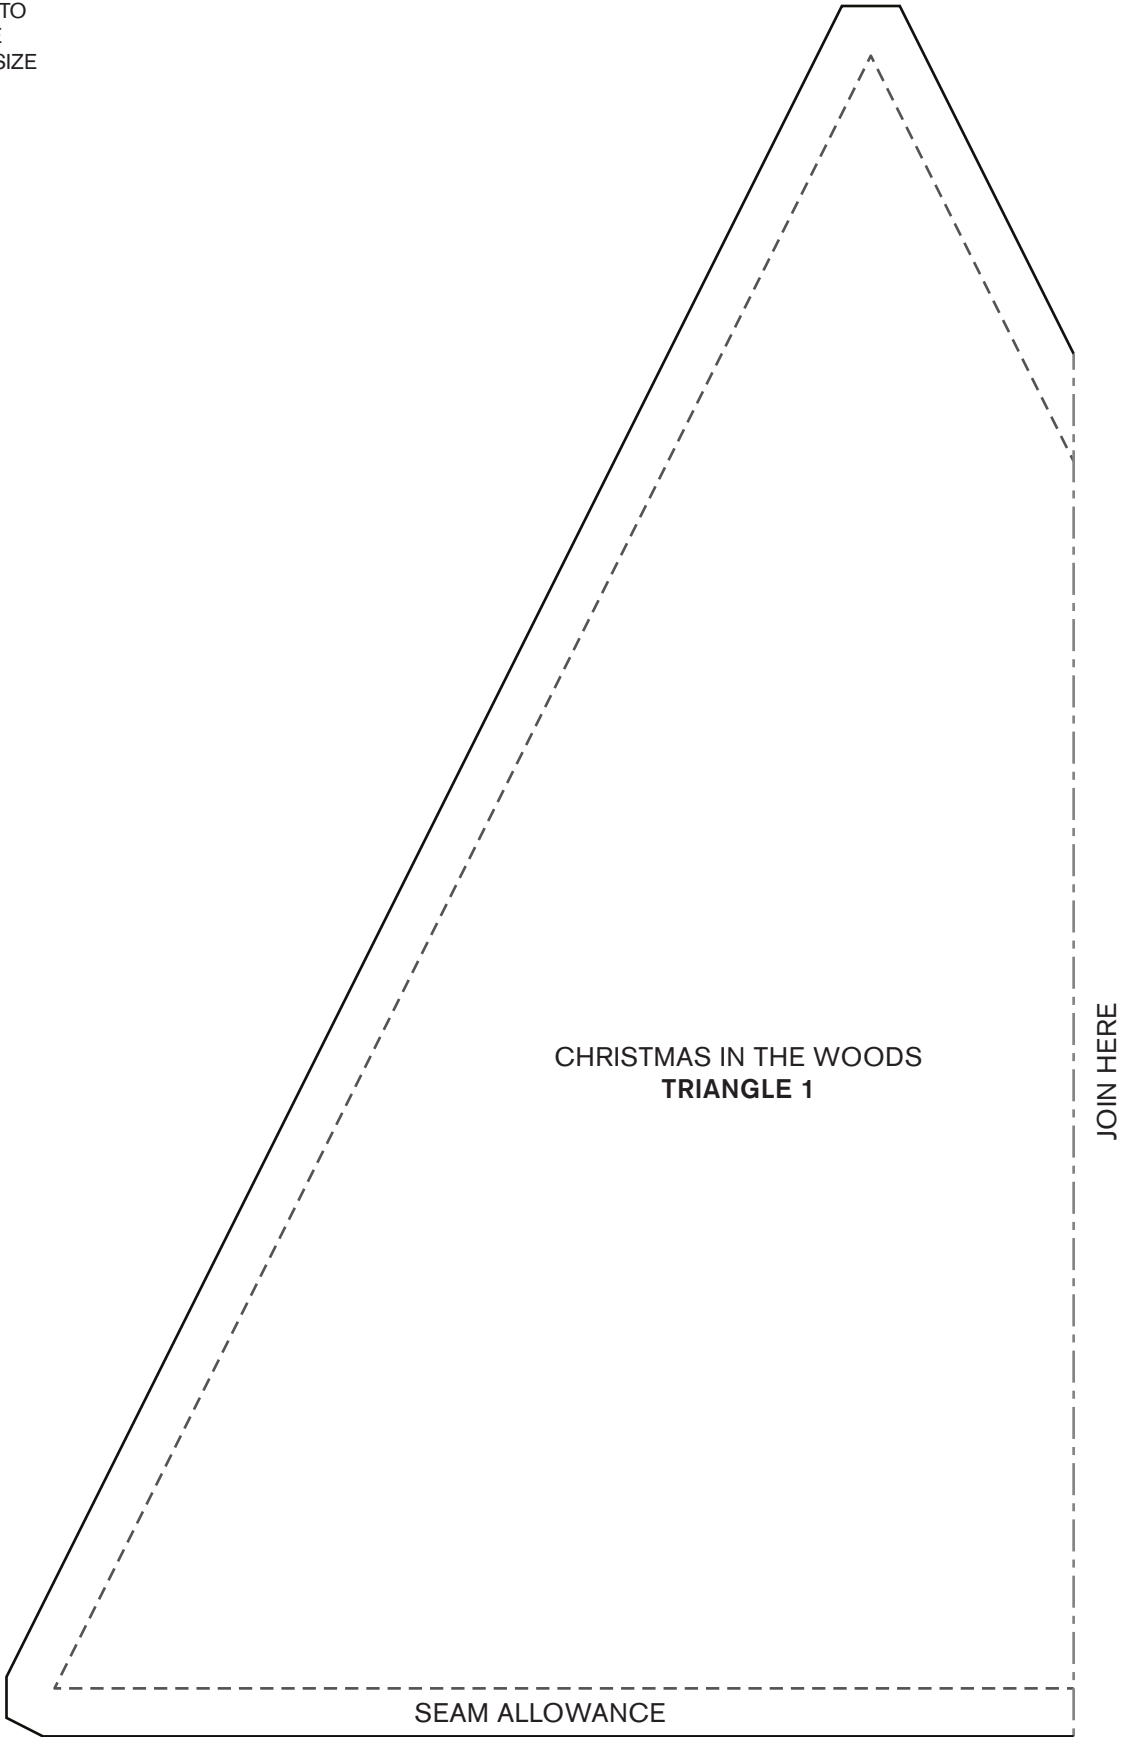 TO
SIZE
CHRISTMAS IN THE WOODS
TRIANGLE 1
JOIN HERE
SEAM ALLOWANCE